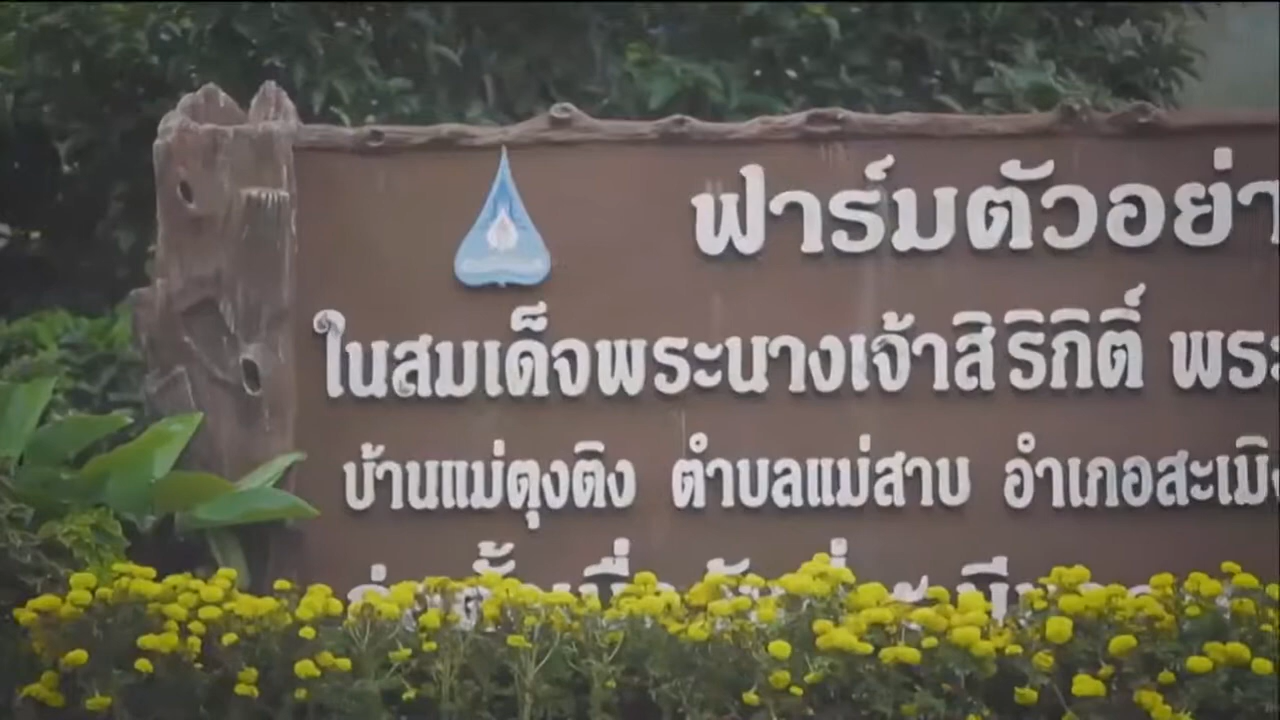 ฟาร์มตัวอย่า
ในสมเด็จพระนางเจ้าสิริกิติ์ พระ
บ้านแม่ตุงติง ตำบลแม่สาบ อำเภอสะเมิ